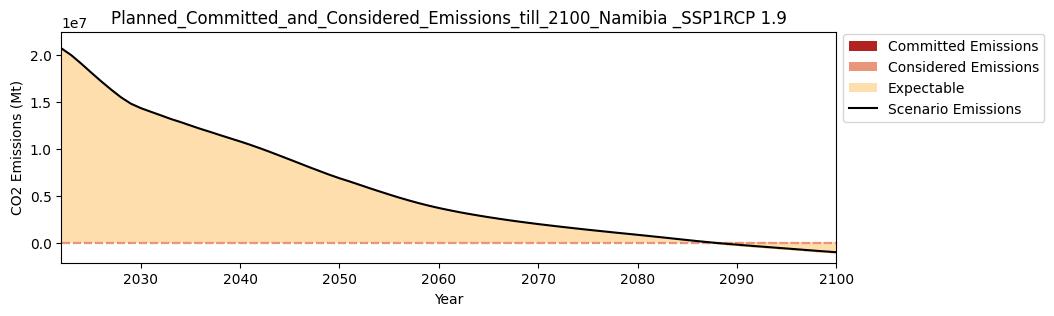 Planned_Committed_and_Considered_Emissions_till_2100_Namibia _SSP1RCP 1.9
1e7
2.0
1.5
1.0
0.5
0.0
CO2 Emissions (Mt)
2030 2040 2050 2060 2070 2080 2090 2100
Year
Committed Emissions
Considered Emissions
Expectable
Scenario Emissions